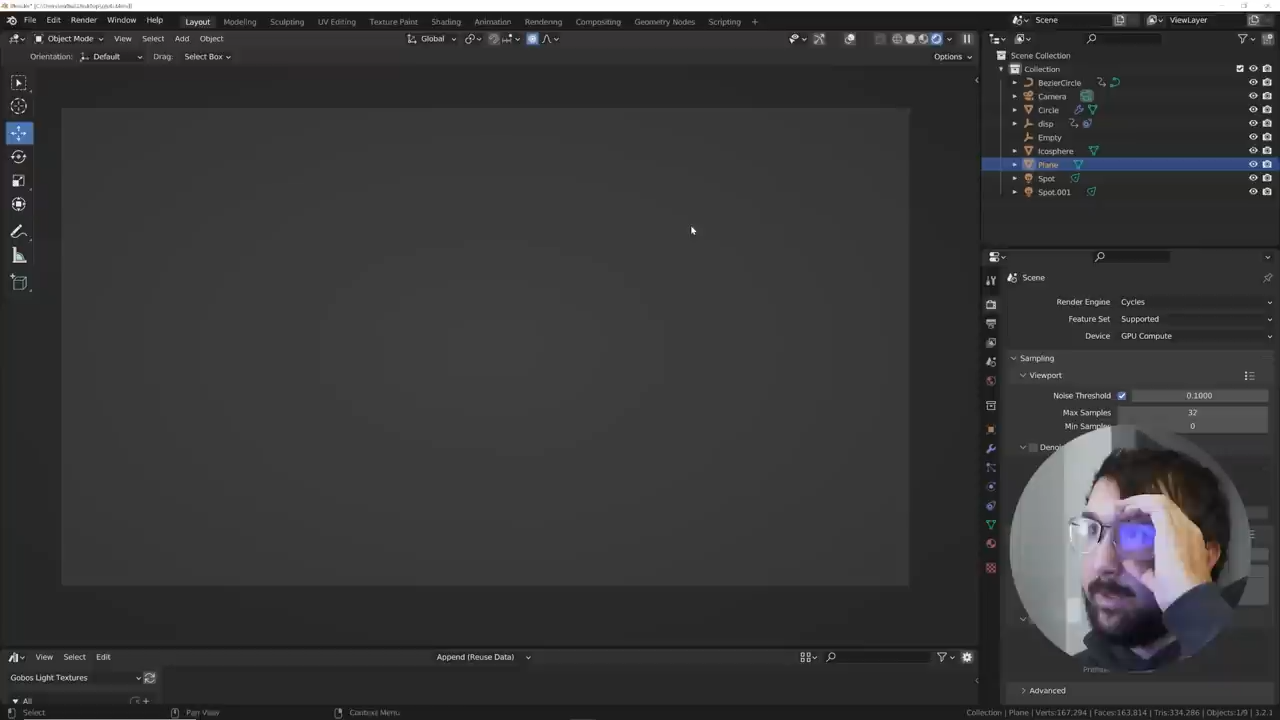 File Edit Render Window Help
Layout Modeling Sculpting UV Editing Texture Paint Shading Animation Rendering Compositing Geometry Nodes Scripting +
Scene
ViewLayer
Object Mode View Select Add Object
Global
Orientation: Default Drag: Select Box
Options
Scene Collection
Collection
BezierCircle
Camera
Circle
disp
Empty
Icosphere
Plane
Spot
Spot.001
Scene
Render Engine Cycles
Feature Set Supported
Device GPU Compute
Sampling
Viewport
Noise Threshold 0.1000
Max Samples 32
Min Samples 0
Advanced
View Select Edit
Append (Reuse Data)
Gobos Light Textures
All
Select Pan View Context Menu
Collection | Plane | Verts:167,294 | Faces:163,814 | Tris:334,286 | Objects:1/9 | 3.2.1